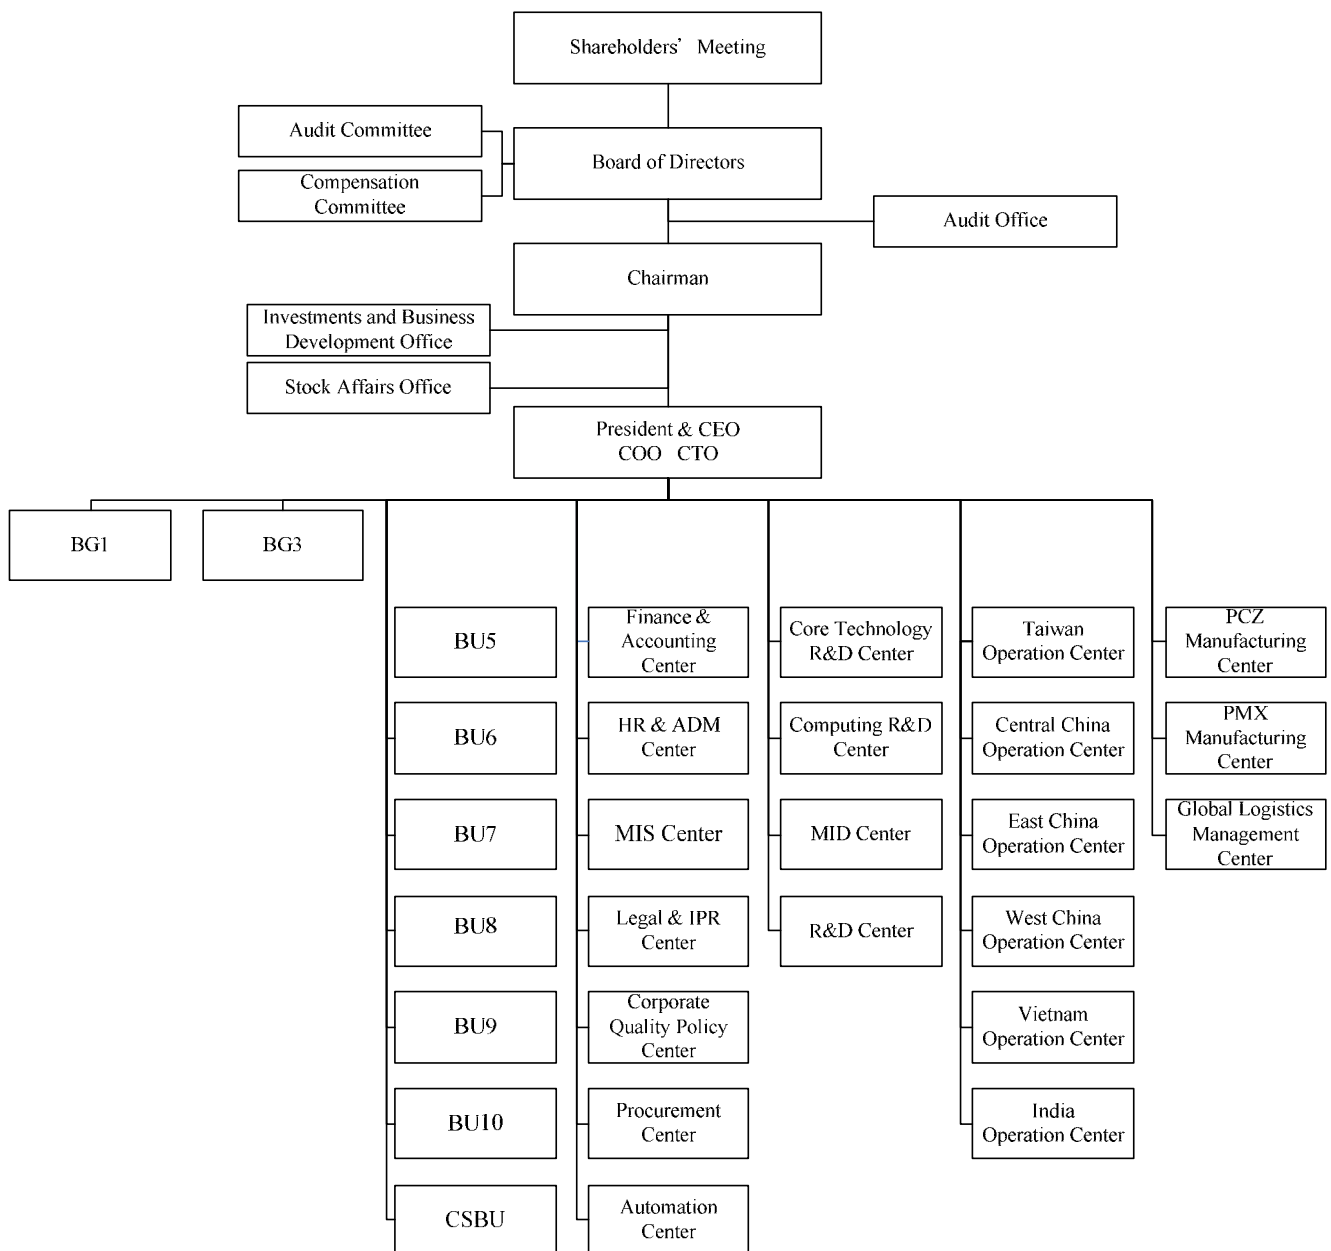 Shareholders’ Meeting
Audit Committee
Board of Directors
Compensation
Committee
Audit Office
Chairman
Investments and Business
Development Office
Stock Affairs Office
President & CEO
COO CTO
BG1
BG3
BU5
Finance &
Accounting
Center
Core Technology
R&D Center
Taiwan
Operation Center
PCZ
Manufacturing
Center
BU6
HR & ADM
Center
Computing R&D
Center
Central China
Operation Center
PMX
Manufacturing
Center
BU7
MIS Center
MID Center
East China
Operation Center
Global Logistics
Management
Center
BU8
Legal & IPR
Center
R&D Center
West China
Operation Center
BU9
Corporate
Quality Policy
Center
Vietnam
Operation Center
BU10
Procurement
Center
India
Operation Center
CSBU
Automation
Center